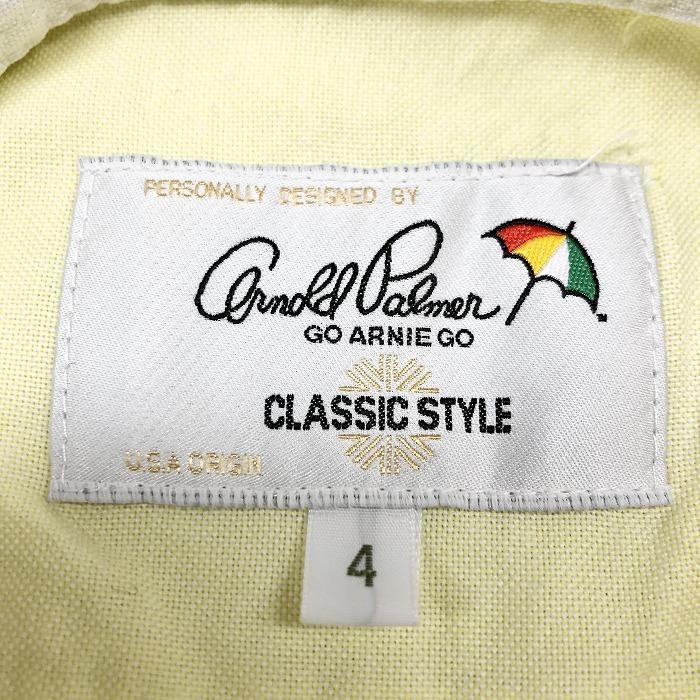 PERSONALLY DESIGNED BY
Arnold Palmer
GO ARNIE GO
CLASSIC STYLE
U.S.A ORIGIN
4